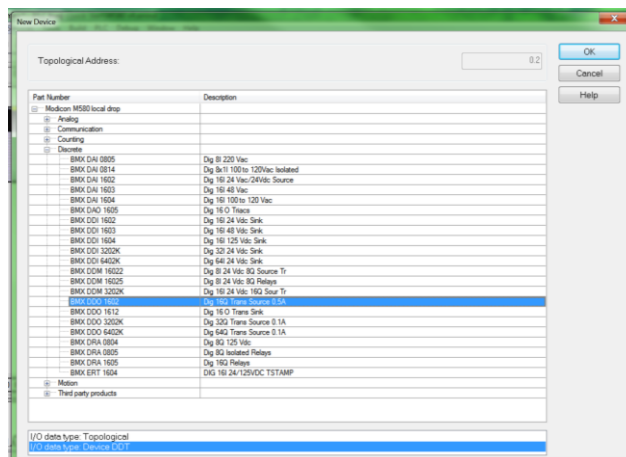 New Device
Topological Address:
0.2
OK
Cancel
Help
Part Number Description
Modicon M580 local drop
Analog
Communication
Counting
Discrete
BMX DAI 0805 Dig 8I 220 Vac
BMX DAI 0814 Dig 8x1I 100 to 120Vac Isolated
BMX DAI 1602 Dig 16I 24 Vac/24Vdc Source
BMX DAI 1603 Dig 16I 48 Vac
BMX DAI 1604 Dig 16I 100 to 120 Vac
BMX DAO 1605 Dig 16 O Triacs
BMX DDI 1602 Dig 16I 24 Vdc Sink
BMX DDI 1603 Dig 16I 48 Vdc Sink
BMX DDI 1604 Dig 16I 125 Vdc Sink
BMX DDI 3202K Dig 32I 24 Vdc Sink
BMX DDI 6402K Dig 64I 24 Vdc Sink
BMX DDM 16022 Dig 8I 24 Vdc 8Q Source Tr
BMX DDM 16025 Dig 8I 24 Vdc 8Q Relays
BMX DDM 3202K Dig 16I 24 Vdc 16Q Sour Tr
BMX DDO 1602 Dig 16Q Trans Source 0.5A
BMX DDO 1612 Dig 16 O Trans Sink
BMX DDO 3202K Dig 32Q Trans Source 0.1A
BMX DDO 6402K Dig 64Q Trans Source 0.1A
BMX DRA 0804 Dig 8Q 125 Vdc
BMX DRA 0805 Dig 8Q Isolated Relays
BMX DRA 1605 Dig 16Q Relays
BMX ERT 1604 DIG 16I 24/125VDC TSTAMP
Motion
Third party products
I/O data type: Topological
I/O data type: Device DDT